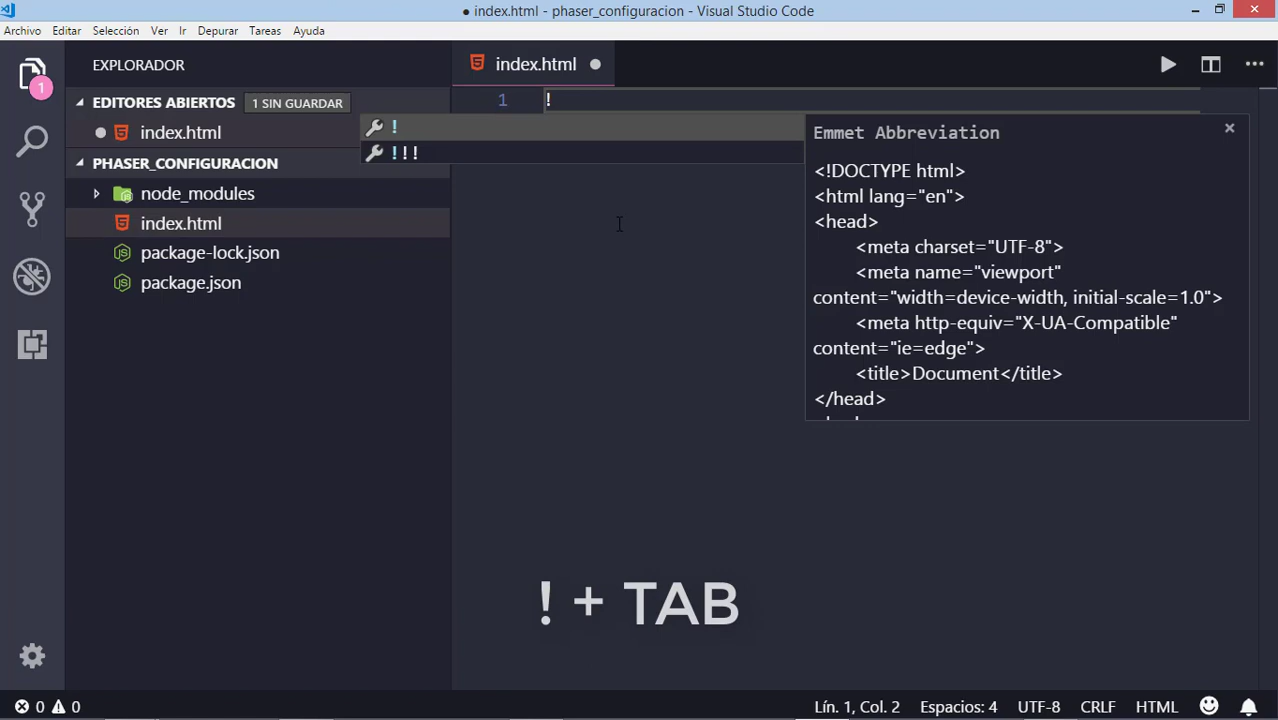 ● index.html - phaser_configuracion - Visual Studio Code
Archivo Editar Selección Ver Ir Depurar Tareas Ayuda
EXPLORADOR
EDITORES ABIERTOS 1 SIN GUARDAR
index.html
PHASER_CONFIGURACION
node_modules
index.html
package-lock.json
package.json
1
index.html
1 !
!
!!!
Emmet Abbreviation
<!DOCTYPE html>
<html lang="en">
<head>
<meta charset="UTF-8">
<meta name="viewport"
content="width=device-width, initial-scale=1.0">
<meta http-equiv="X-UA-Compatible"
content="ie=edge">
<title>Document</title>
</head>
! + TAB
0 0 Lín. 1, Col. 2 Espacios: 4 UTF-8 CRLF HTML